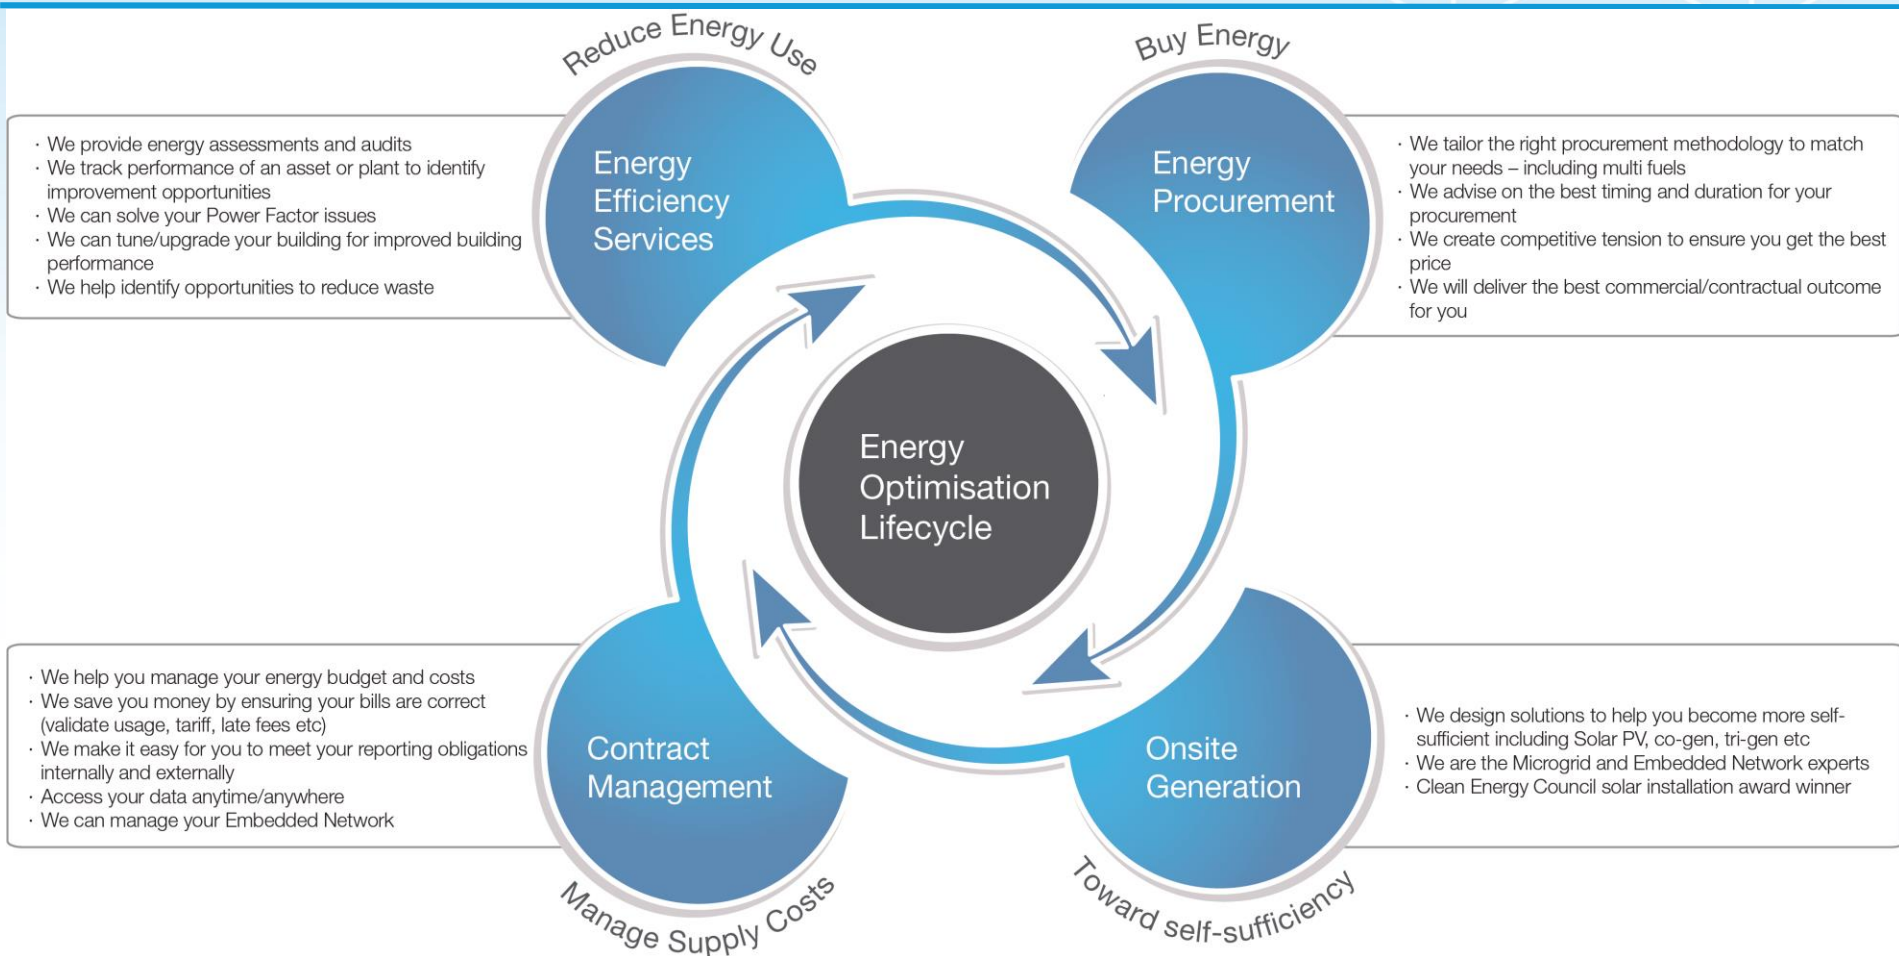 Reduce Energy Use
Energy
Efficiency
Services
· We provide energy assessments and audits
· We track performance of an asset or plant to identify
improvement opportunities
· We can solve your Power Factor issues
· We can tune/upgrade your building for improved building
performance
· We help identify opportunities to reduce waste
Buy Energy
Energy
Procurement
· We tailor the right procurement methodology to match
your needs – including multi fuels
· We advise on the best timing and duration for your
procurement
· We create competitive tension to ensure you get the best
price
· We will deliver the best commercial/contractual outcome
for you
Energy
Optimisation
Lifecycle
· We help you manage your energy budget and costs
· We save you money by ensuring your bills are correct
(validate usage, tariff, late fees etc)
· We make it easy for you to meet your reporting obligations
internally and externally
· Access your data anytime/anywhere
· We can manage your Embedded Network
Contract
Management
Manage Supply Costs
Onsite
Generation
· We design solutions to help you become more self-
sufficient including Solar PV, co-gen, tri-gen etc
· We are the Microgrid and Embedded Network experts
· Clean Energy Council solar installation award winner
Toward self-sufficiency